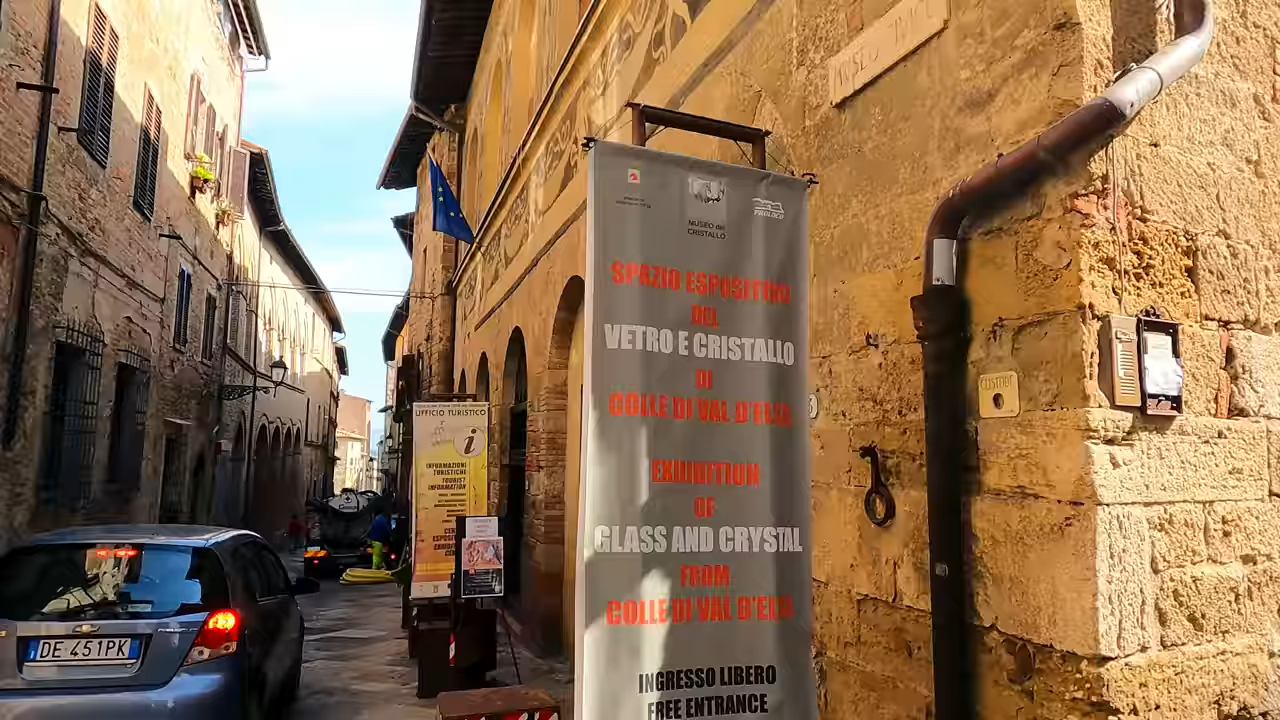 MUSEO del
CRISTALLO
PROLOCO
SPAZIO ESPOSITIVO
DEL
VETRO E CRISTALLO
DI
COLLE DI VAL D'ELSA
EXHIBITION
OF
GLASS AND CRYSTAL
FROM
COLLE DI VAL D'ELSA
INGRESSO LIBERO
FREE ENTRANCE
UFFICIO TURISTICO
i
INFORMAZIONI
TURISTICHE
TOURIST
INFORMATION
CUSTODE
DE 451PK